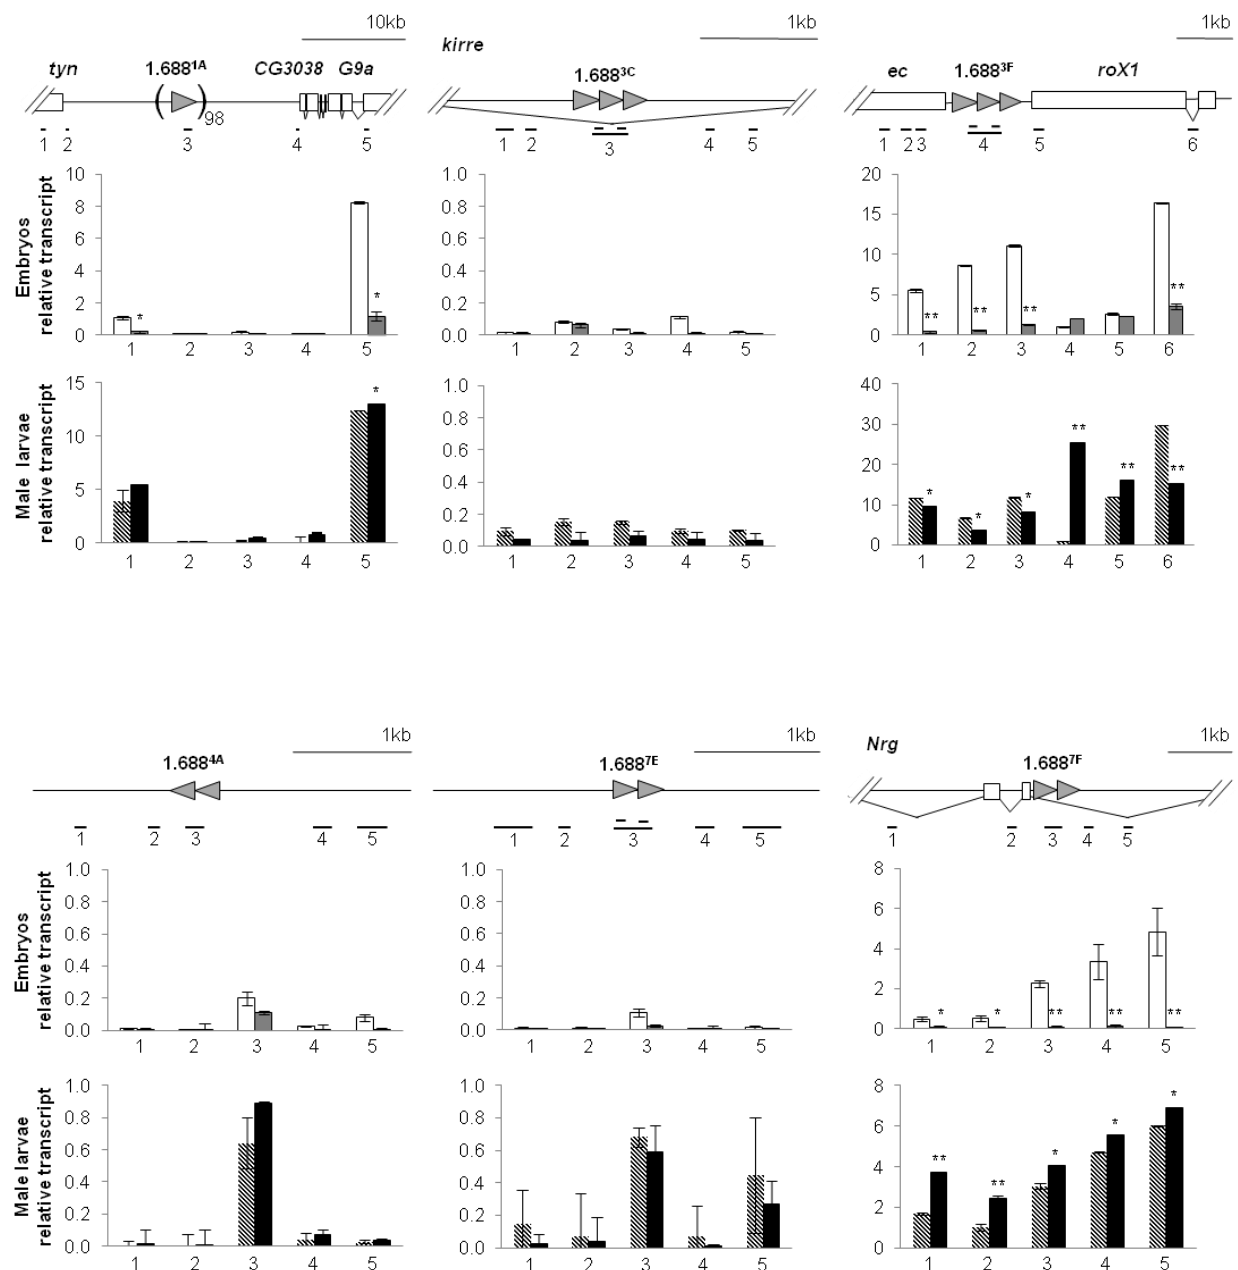 10kb
tyn 1.688¹ᴬ CG3038 G9a
( ) 98
1 2 3 4 5
Embryos relative transcript
10
8
6
4
2
0
* *
1 2 3 4 5
Male larvae relative transcript
15
10
5
0
*
1 2 3 4 5
1kb
kirre
1.688³ᶜ
1 2 3 4 5
1.0
0.8
0.6
0.4
0.2
0.0
1 2 3 4 5
1.0
0.8
0.6
0.4
0.2
0.0
1 2 3 4 5
1kb
ec 1.688³ꟳ roX1
1 2 3 4 5 6
20
15
10
5
0
** ** ** **
1 2 3 4 5 6
40
30
20
10
0
* * * ** ** **
1 2 3 4 5 6
1kb
1.688⁴ᴬ
1 2 3 4 5
Embryos relative transcript
1.0
0.8
0.6
0.4
0.2
0.0
1 2 3 4 5
Male larvae relative transcript
1.0
0.8
0.6
0.4
0.2
0.0
1 2 3 4 5
1kb
1.688⁷ᴱ
1 2 3 4 5
1.0
0.8
0.6
0.4
0.2
0.0
1 2 3 4 5
1.0
0.8
0.6
0.4
0.2
0.0
1 2 3 4 5
1kb
Nrg
1.688⁷ꟳ
1 2 3 4 5
8
6
4
2
0
* * ** ** **
1 2 3 4 5
8
6
4
2
0
** ** * * *
1 2 3 4 5